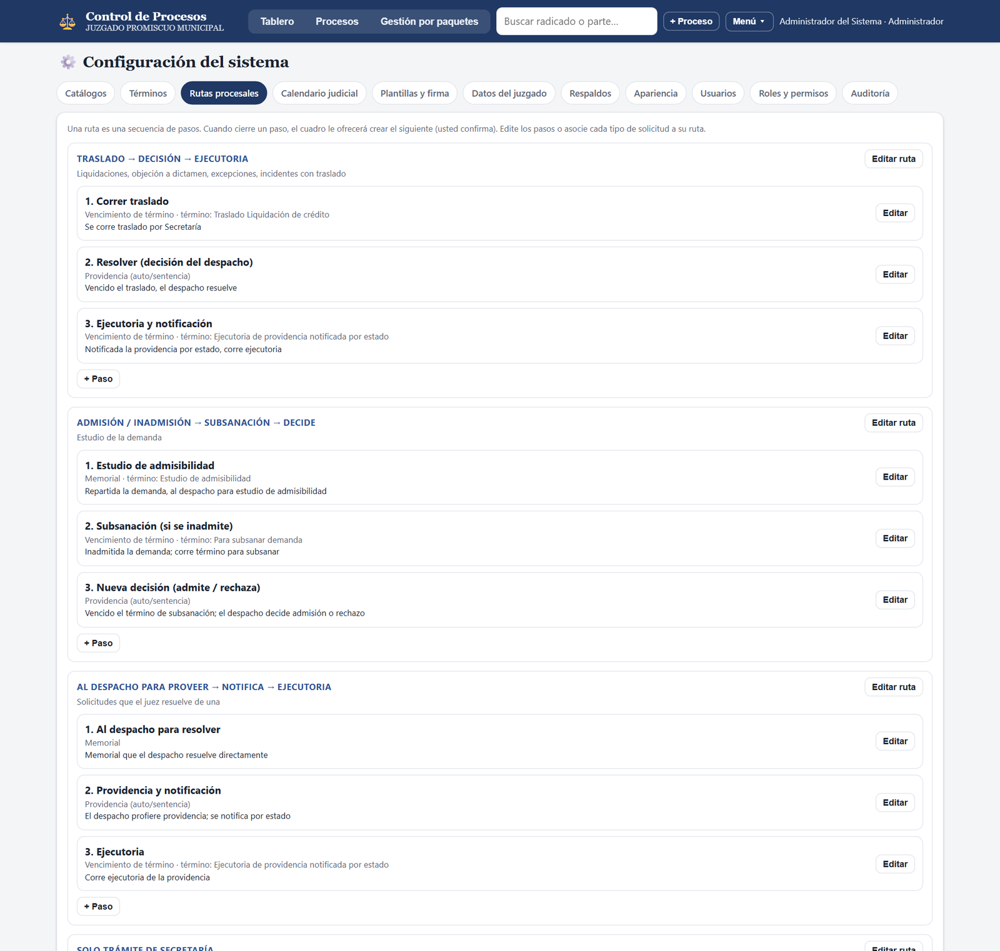 Control de Procesos
JUZGADO PROMISCUO MUNICIPAL
Tablero
Procesos
Gestión por paquetes
Buscar radicado o parte...
+ Proceso
Menú ▾
Administrador del Sistema · Administrador
Configuración del sistema
Catálogos
Términos
Rutas procesales
Calendario judicial
Plantillas y firma
Datos del juzgado
Respaldos
Apariencia
Usuarios
Roles y permisos
Auditoría
Una ruta es una secuencia de pasos. Cuando cierre un paso, el cuadro le ofrecerá crear el siguiente (usted confirma). Edite los pasos o asocie cada tipo de solicitud a su ruta.
TRASLADO → DECISIÓN → EJECUTORIA
Editar ruta
Liquidaciones, objeción a dictamen, excepciones, incidentes con traslado
1. Correr traslado
Vencimiento de término · término: Traslado Liquidación de crédito
Se corre traslado por Secretaría
Editar
2. Resolver (decisión del despacho)
Providencia (auto/sentencia)
Vencido el traslado, el despacho resuelve
Editar
3. Ejecutoria y notificación
Vencimiento de término · término: Ejecutoria de providencia notificada por estado
Notificada la providencia por estado, corre ejecutoria
Editar
+ Paso
ADMISIÓN / INADMISIÓN → SUBSANACIÓN → DECIDE
Editar ruta
Estudio de la demanda
1. Estudio de admisibilidad
Memorial · término: Estudio de admisibilidad
Repartida la demanda, al despacho para estudio de admisibilidad
Editar
2. Subsanación (si se inadmite)
Vencimiento de término · término: Para subsanar demanda
Inadmitida la demanda; corre término para subsanar
Editar
3. Nueva decisión (admite / rechaza)
Providencia (auto/sentencia)
Vencido el término de subsanación; el despacho decide admisión o rechazo
Editar
+ Paso
AL DESPACHO PARA PROVEER → NOTIFICA → EJECUTORIA
Editar ruta
Solicitudes que el juez resuelve de una
1. Al despacho para resolver
Memorial
Memorial que el despacho resuelve directamente
Editar
2. Providencia y notificación
Providencia (auto/sentencia)
El despacho profiere providencia; se notifica por estado
Editar
3. Ejecutoria
Vencimiento de término · término: Ejecutoria de providencia notificada por estado
Corre ejecutoria de la providencia
Editar
+ Paso
SOLO TRÁMITE DE SECRETARÍA
Editar ruta